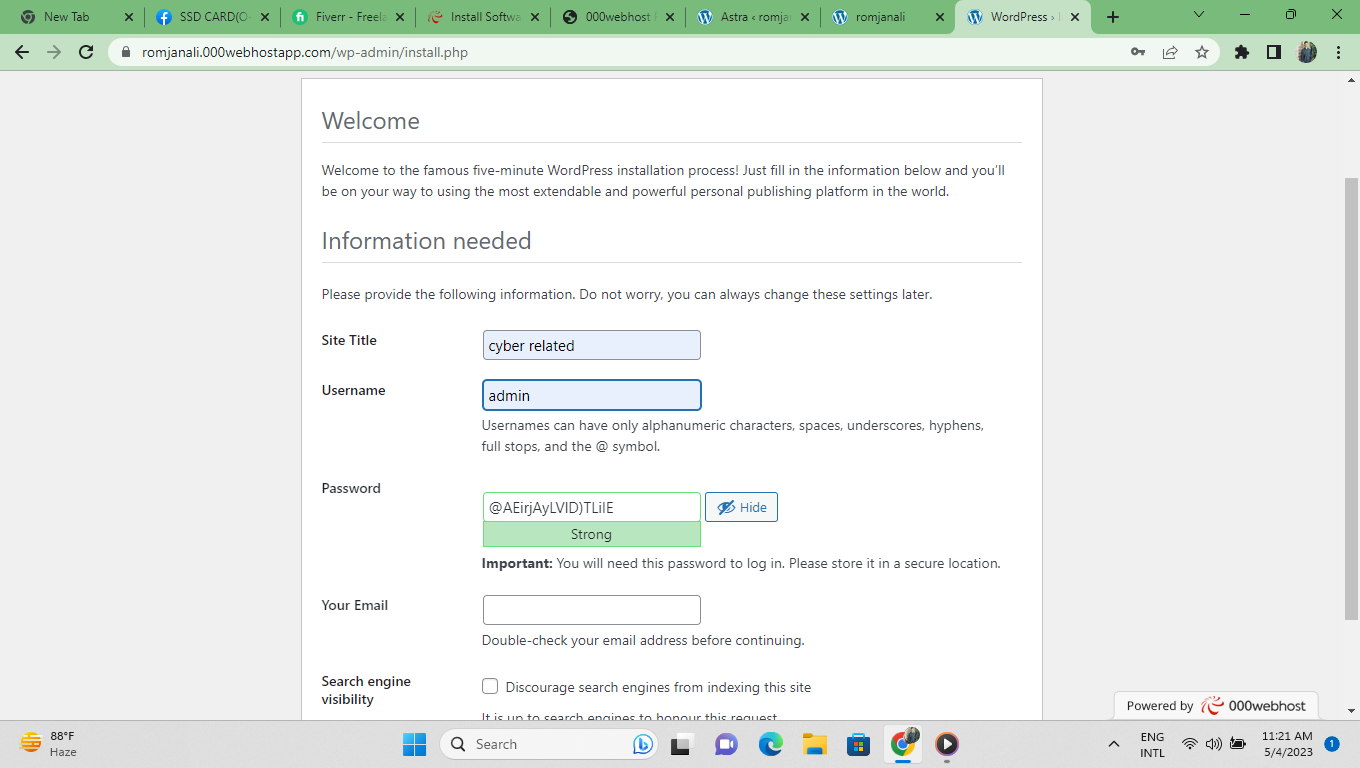 New Tab
SSD CARD(O
Fiverr - Freela
Install Softwa
000webhost
Astra ‹ romja
romjanali
WordPress ›
romjanali.000webhostapp.com/wp-admin/install.php
Welcome
Welcome to the famous five-minute WordPress installation process! Just fill in the information below and you'll
be on your way to using the most extendable and powerful personal publishing platform in the world.
Information needed
Please provide the following information. Do not worry, you can always change these settings later.
Site Title
cyber related
Username
admin
Usernames can have only alphanumeric characters, spaces, underscores, hyphens,
full stops, and the @ symbol.
Password
@AEirjAyLVID)TLilE
Hide
Strong
Important: You will need this password to log in. Please store it in a secure location.
Your Email
Double-check your email address before continuing.
Search engine
visibility
Discourage search engines from indexing this site
It is up to search engines to honour this request.
Powered by 000webhost
88°F
Haze
Search
ENG
INTL
11:21 AM
5/4/2023
1